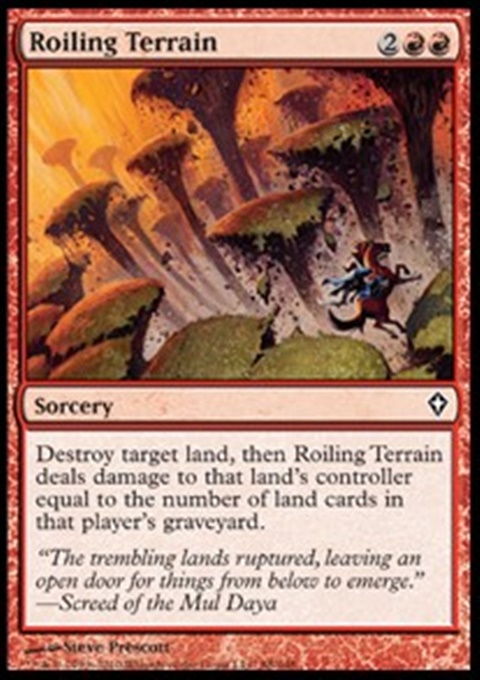 Roiling Terrain 2
Sorcery
Destroy target land, then Roiling Terrain
deals damage to that land's controller
equal to the number of land cards in
that player's graveyard.
"The trembling lands ruptured, leaving an
open door for things from below to emerge."
—Screed of the Mul Daya
Steve Prescott